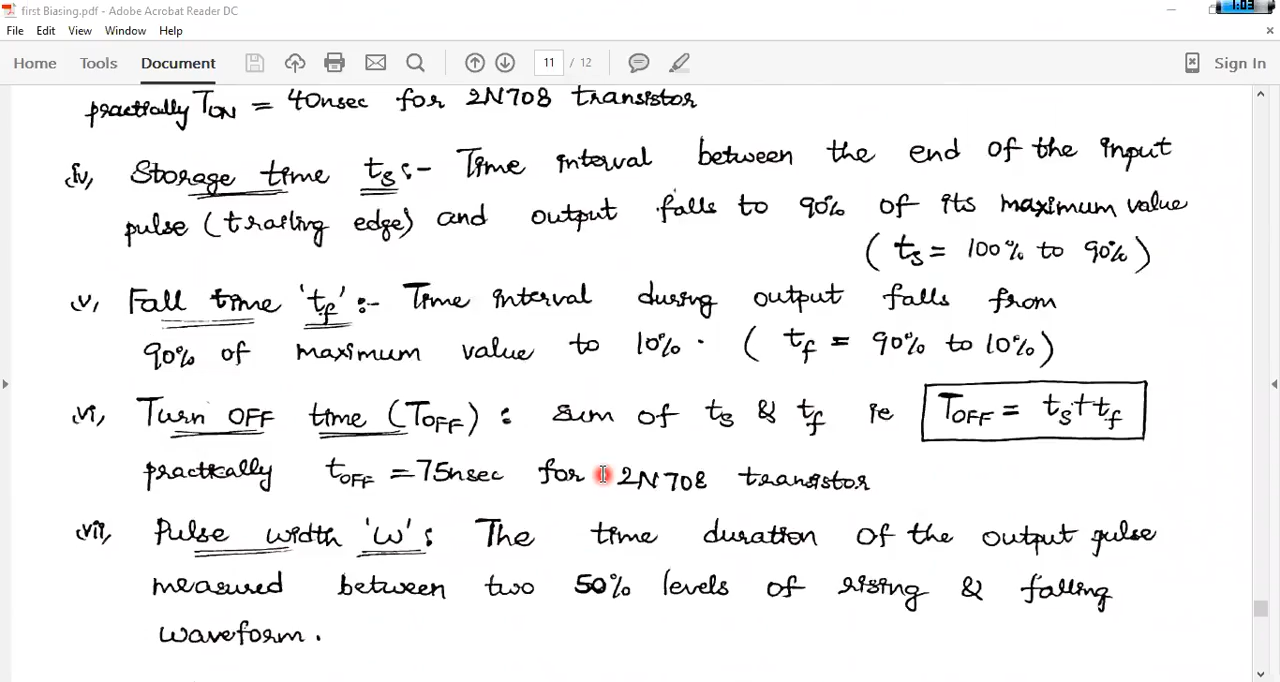 first Biasing.pdf - Adobe Acrobat Reader DC
1:03
File Edit View Window Help
Home Tools Document 11 / 12 Sign In
practially TON = 40nsec for 2N708 transistor
iv, Storage time ts :- Time interval between the end of the input
pulse (trailing edge) and output falls to 90% of its maximum value
(ts = 100% to 90%)
v, Fall time 'tf' :- Time interval during output falls from
90% of maximum value to 10%. (tf = 90% to 10%)
vi, Turn OFF time (TOFF) : sum of ts & tf ie TOFF = ts+tf
practically tOFF = 75nsec for 2N708 transistor
vii, Pulse width 'w' : The time duration of the output pulse
measured between two 50% levels of rising & falling
waveform.